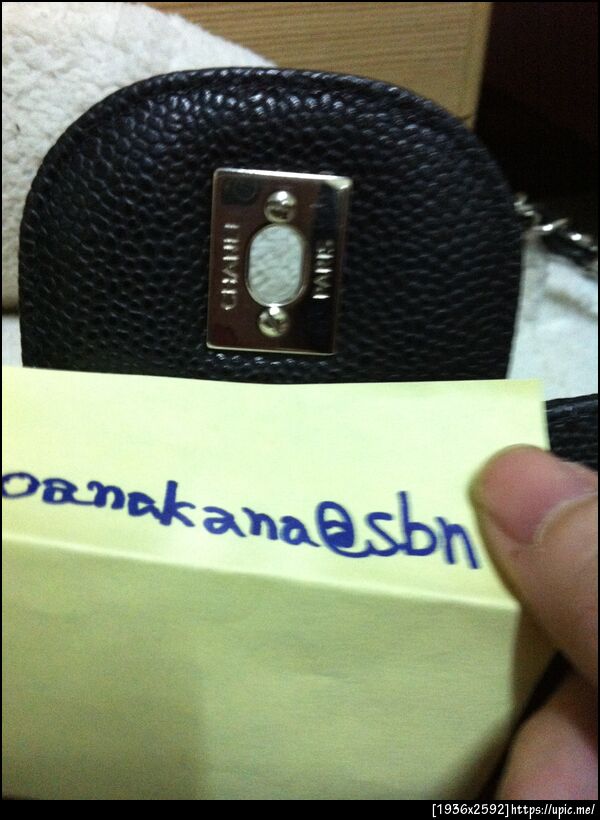 CHANEL
PARIS
oanakana@sbn
[1936x2592]https://upic.me/